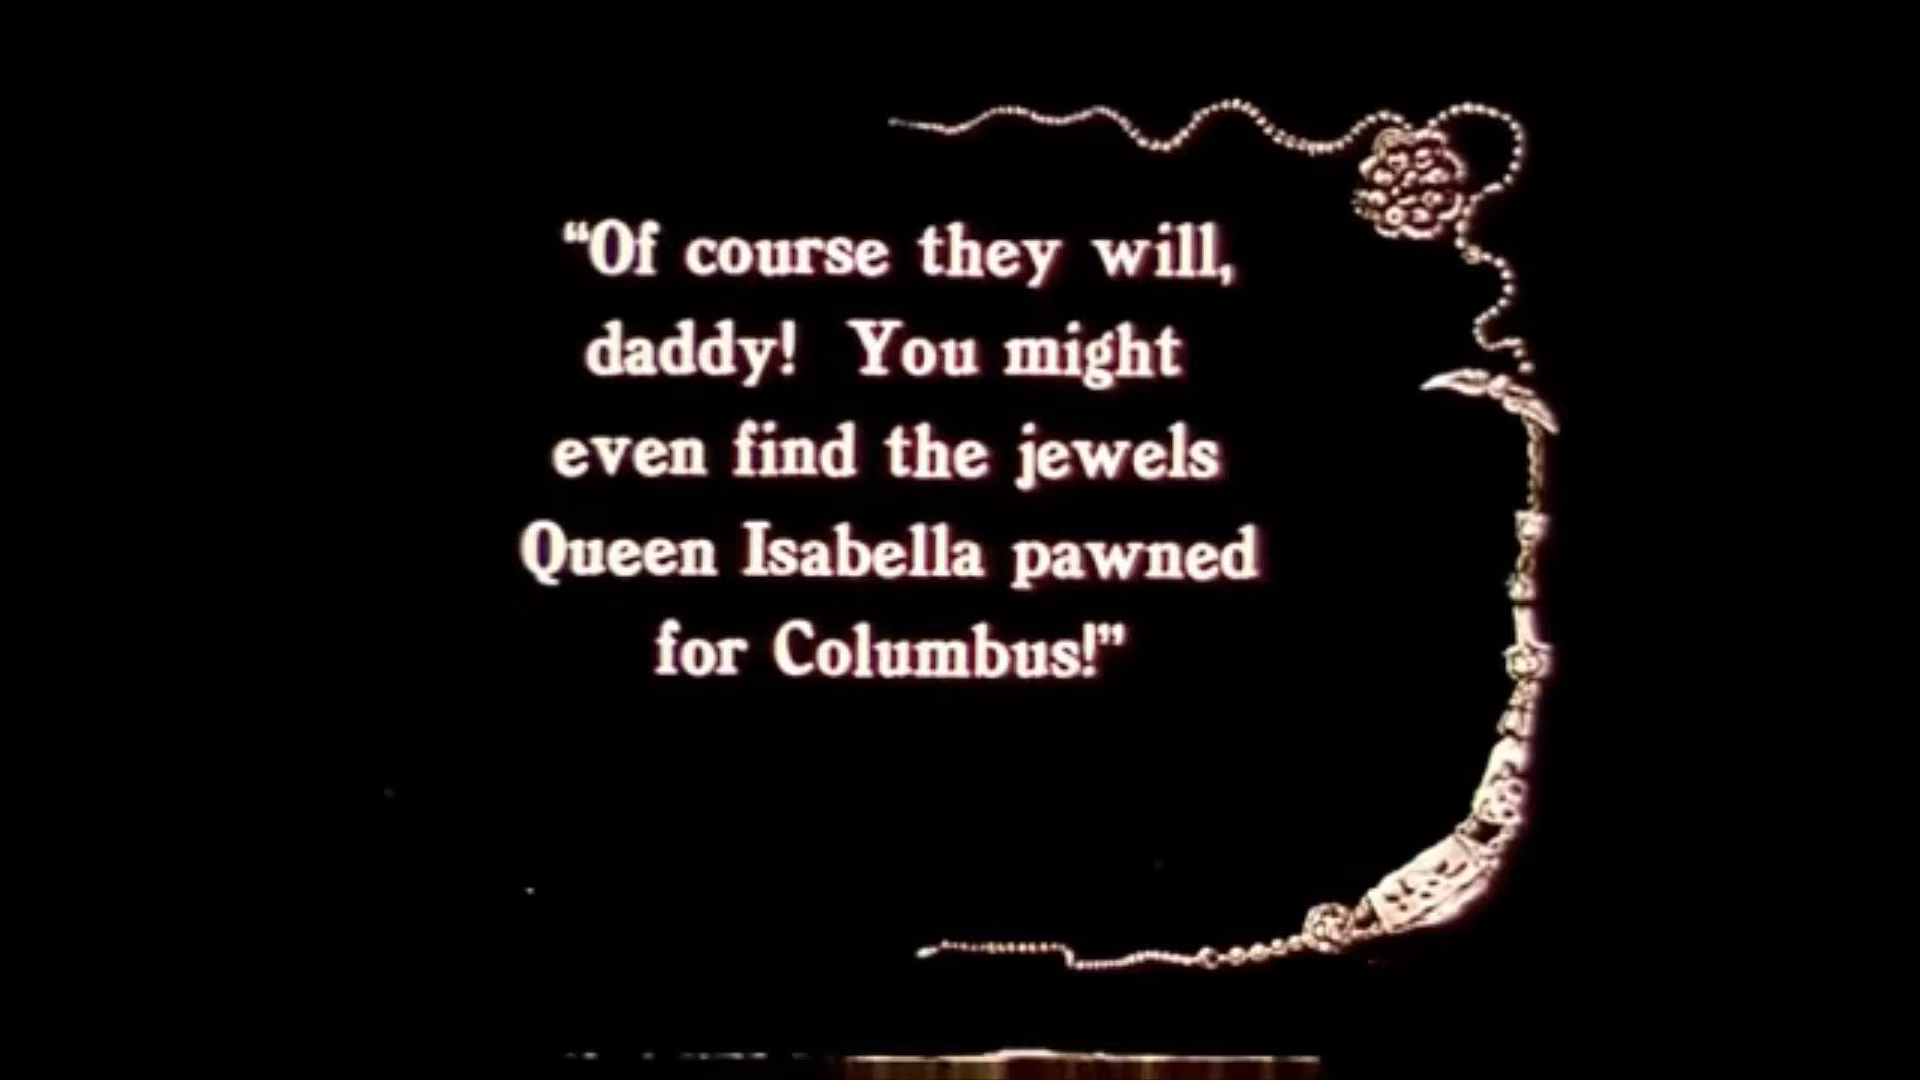 “Of course they will,
daddy! You might
even find the jewels
Queen Isabella pawned
for Columbus!”